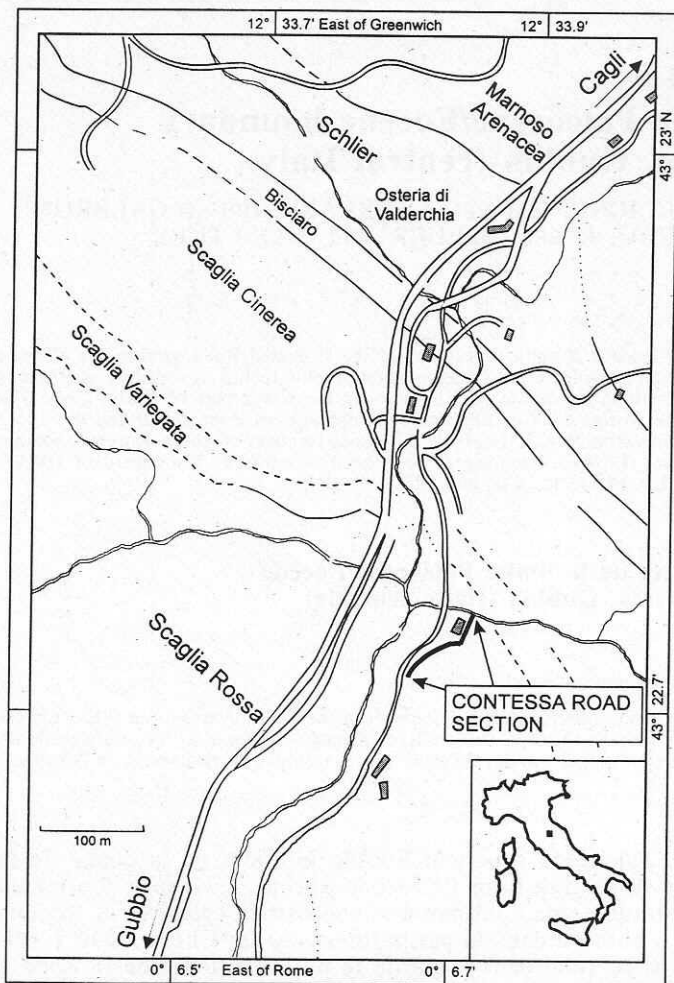 12° 33.7' East of Greenwich 12° 33.9'
Cagli
Marnoso
Arenacea
Schlier
43° 23' N
Osteria di
Valderchia
Bisciaro
Scaglia Cinerea
Scaglia Variegata
Scaglia Rossa
CONTESSA ROAD
SECTION
43° 22.7'
100 m
Gubbio
0° 6.5' East of Rome 0° 6.7'